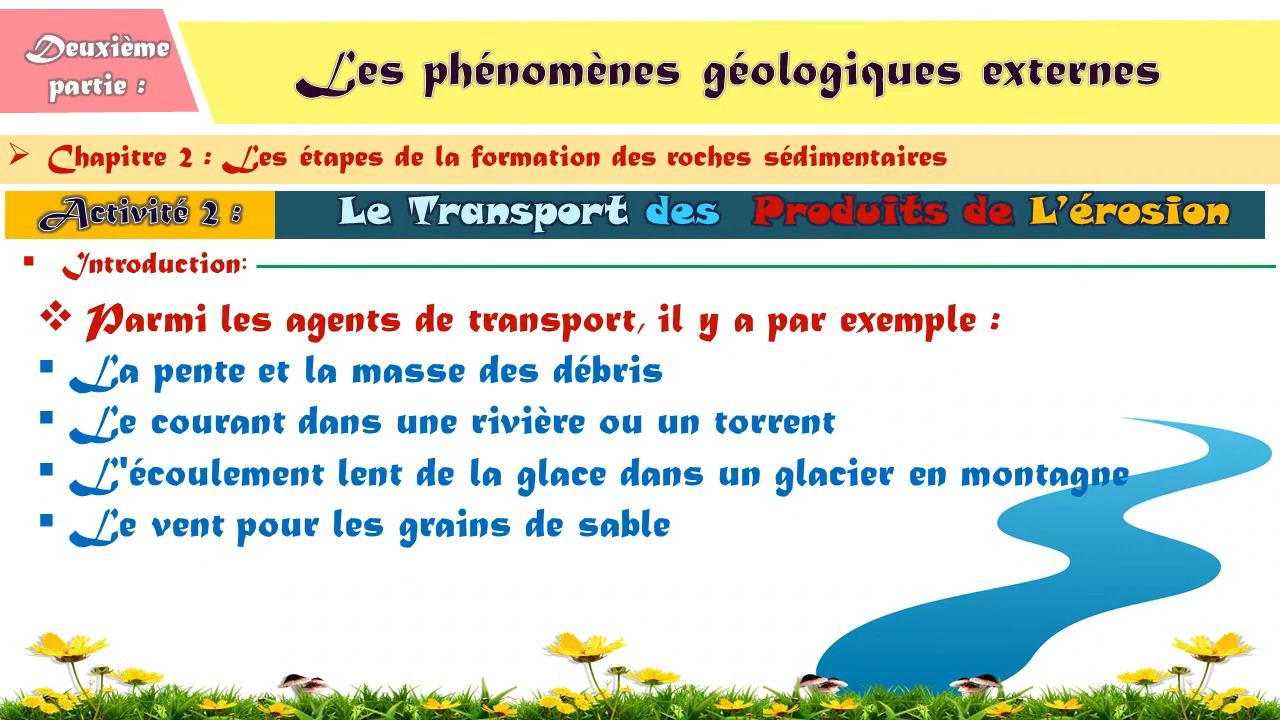 Deuxième
partie :
Les phénomènes géologiques externes
Chapitre 2 : Les étapes de la formation des roches sédimentaires
Activité 2 :
Le Transport des Produits de L'érosion
Introduction:
Parmi les agents de transport, il y a par exemple :
La pente et la masse des débris
Le courant dans une rivière ou un torrent
L'écoulement lent de la glace dans un glacier en montagne
Le vent pour les grains de sable